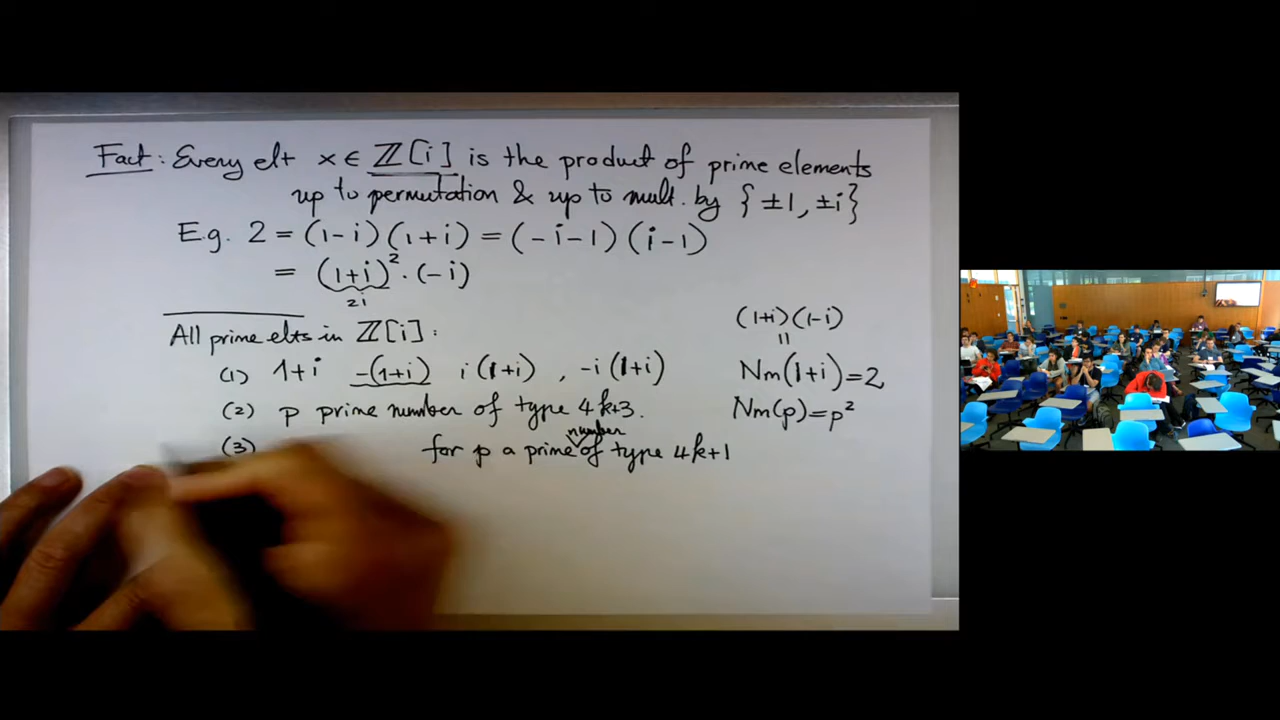 Fact: Every elt x ∈ ℤ[i] is the product of prime elements
up to permutation & up to mult. by {±1, ±i}
E.g. 2 = (1-i)(1+i) = (-i-1)(i-1)
= (1+i)²·(-i)
2i
All prime elts in ℤ[i]:
(1) 1+i -(1+i) i(1+i), -i(1+i)
(2) p prime number of type 4k+3.
(3) for p a prime number of type 4k+1
(1+i)(1-i)
=
Nm(1+i)=2
Nm(p)=p²